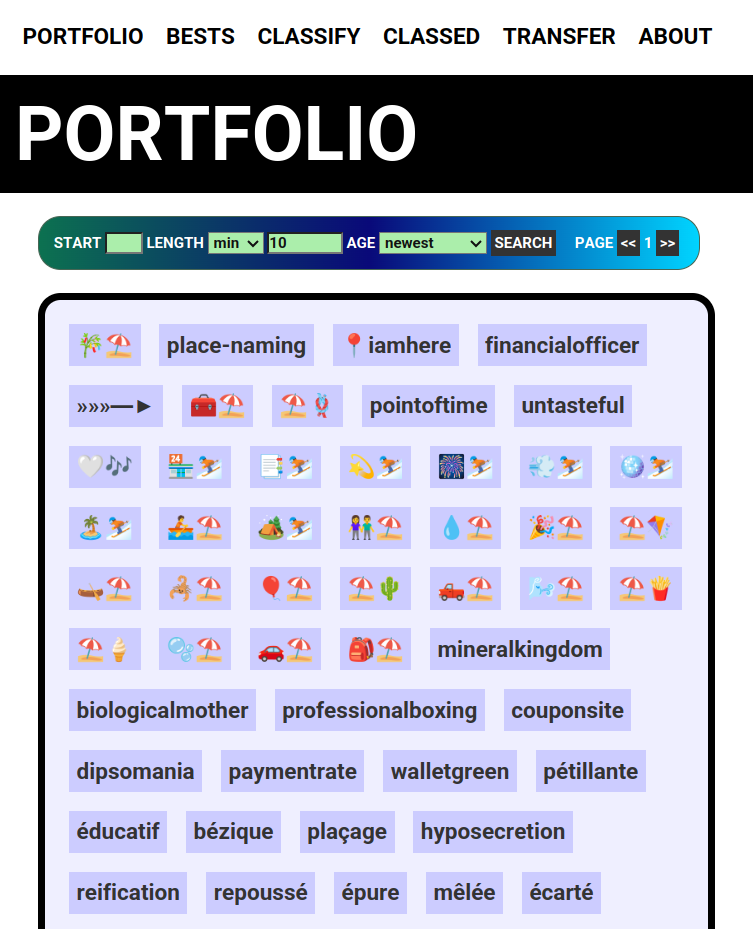 PORTFOLIO BESTS CLASSIFY CLASSED TRANSFER ABOUT
PORTFOLIO
START LENGTH min 10 AGE newest SEARCH PAGE << 1 >>
🎋⛱️ place-naming 📍iamhere financialofficer
»»»—► 🧰⛱️ ⛱️🪢 pointoftime untasteful
🤍🎶 🏪⛷️ 📑⛷️ 💫⛷️ 🎆⛷️ 💨⛷️ 🪩⛷️
🏝️⛷️ 🚣⛱️ 🏕️⛷️ 👫⛱️ 💧⛱️ 🎉⛱️ ⛱️🪁
🛶⛱️ 🦂⛱️ 🎈⛱️ ⛱️🌵 🛻⛱️ 🌬️⛱️ ⛱️🍟
⛱️🍦 🫧⛱️ 🚗⛱️ 🎒⛱️ mineralkingdom
biologicalmother professionalboxing couponsite
dipsomania paymentrate walletgreen pétillante
éducatif bézique plaçage hyposecretion
reification repoussé épure mêlée écarté